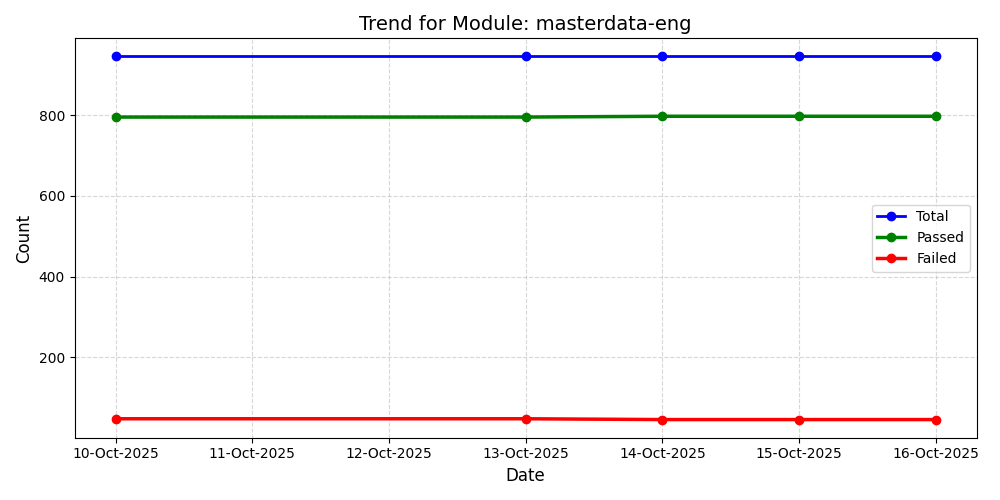 Trend for Module: masterdata-eng
Count
800
600
400
200
Total
Passed
Failed
10-Oct-2025 11-Oct-2025 12-Oct-2025 13-Oct-2025 14-Oct-2025 15-Oct-2025 16-Oct-2025
Date